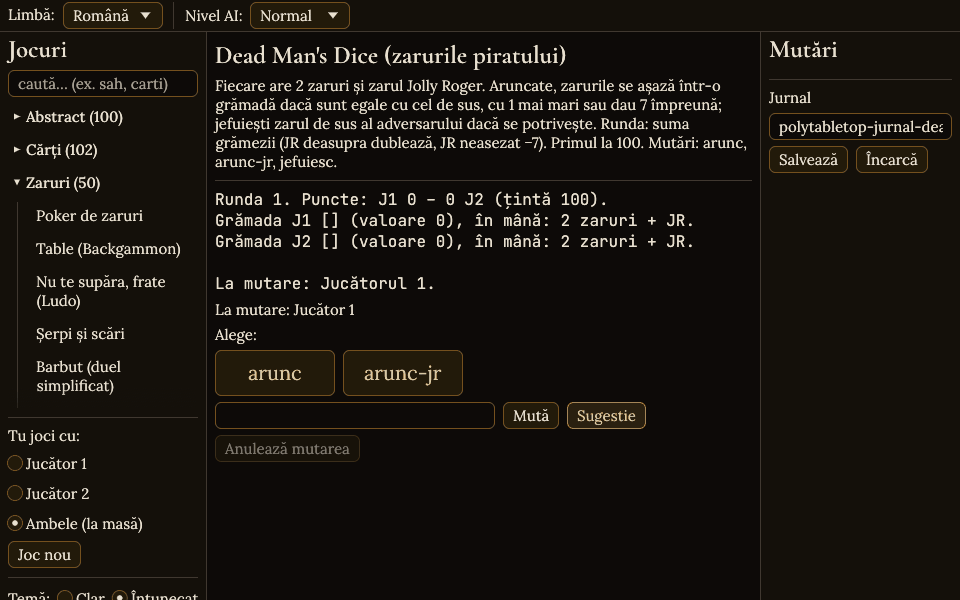 Limbă: Română Nivel AI: Normal
Jocuri
caută... (ex. sah, carti)
Abstract (100)
Cărți (102)
Zaruri (50)
Poker de zaruri
Table (Backgammon)
Nu te supăra, frate
(Ludo)
Șerpi și scări
Barbut (duel
simplificat)
Tu joci cu:
Jucător 1
Jucător 2
Ambele (la masă)
Joc nou
Temă: Clar Întunecat
Dead Man's Dice (zarurile piratului)
Fiecare are 2 zaruri și zarul Jolly Roger. Aruncate, zarurile se așază într-o
grămadă dacă sunt egale cu cel de sus, cu 1 mai mari sau dau 7 împreună;
jefuiești zarul de sus al adversarului dacă se potrivește. Runda: suma
grămezii (JR deasupra dublează, JR neasezat −7). Primul la 100. Mutări: arunc,
arunc-jr, jefuiesc.
Runda 1. Puncte: J1 0 – 0 J2 (țintă 100).
Grămada J1 [] (valoare 0), în mână: 2 zaruri + JR.
Grămada J2 [] (valoare 0), în mână: 2 zaruri + JR.
La mutare: Jucătorul 1.
La mutare: Jucător 1
Alege:
arunc arunc-jr
Mută Sugestie
Anulează mutarea
Mutări
Jurnal
polytabletop-jurnal-dea
Salvează Încarcă